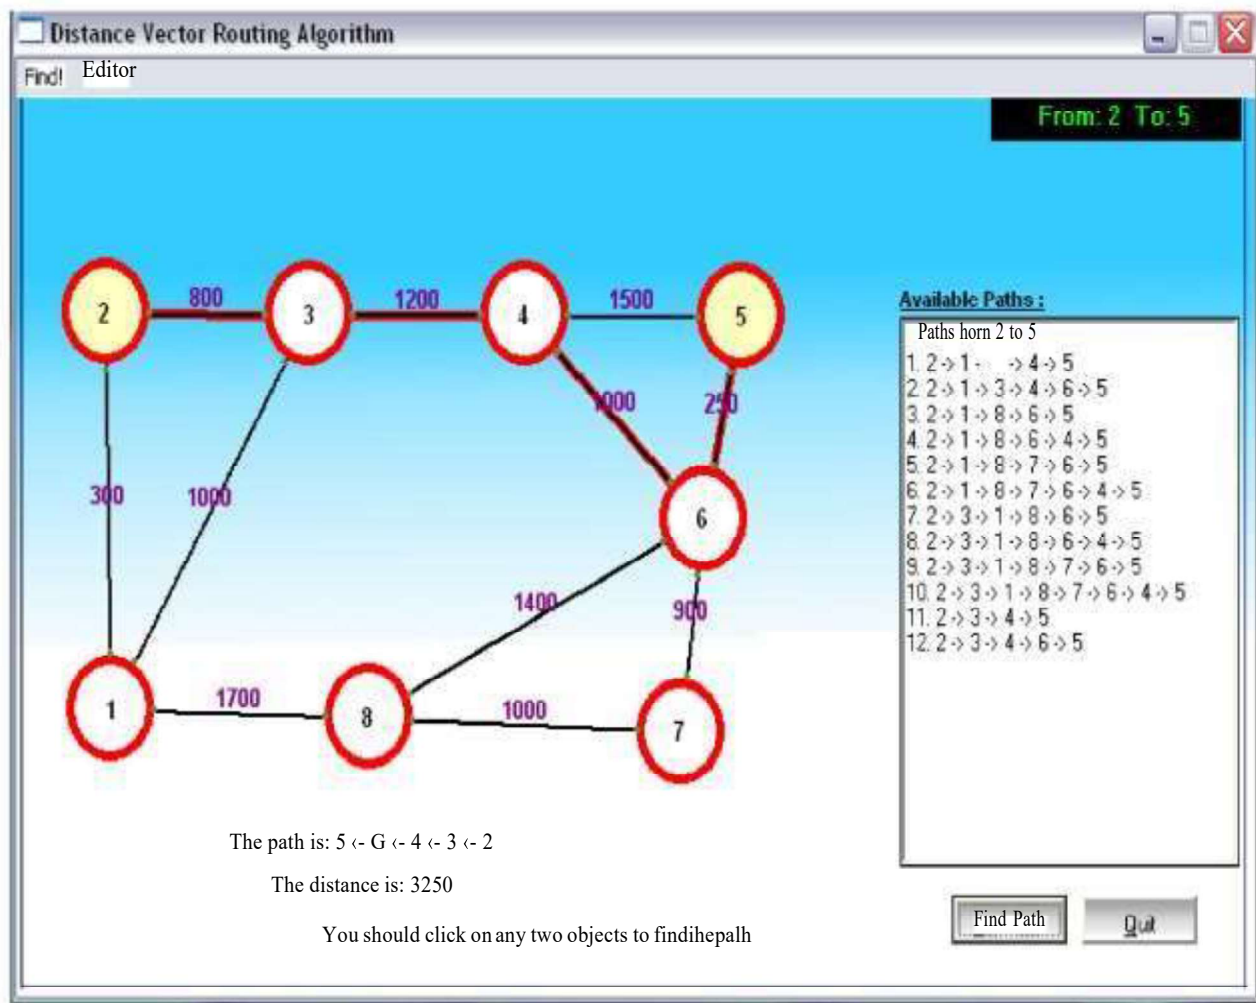 Distance Vector Routing Algorithm
Find! Editor
From: 2 To: 5
2 800 3 1200 4 1500 5
1000 250
300 1000
6
1400 900
1 1700 8 1000 7
Available Paths :
Paths horn 2 to 5
1. 2 -> 1 - -> 4 -> 5
2. 2 -> 1 -> 3 -> 4 -> 6 -> 5
3. 2 -> 1 -> 8 -> 6 -> 5
4. 2 -> 1 -> 8 -> 6 -> 4 -> 5
5. 2 -> 1 -> 8 -> 7 -> 6 -> 5
6. 2 -> 1 -> 8 -> 7 -> 6 -> 4 -> 5
7. 2 -> 3 -> 1 -> 8 -> 6 -> 5
8. 2 -> 3 -> 1 -> 8 -> 6 -> 4 -> 5
9. 2 -> 3 -> 1 -> 8 -> 7 -> 6 -> 5
10. 2 -> 3 -> 1 -> 8 -> 7 -> 6 -> 4 -> 5
11. 2 -> 3 -> 4 -> 5
12. 2 -> 3 -> 4 -> 6 -> 5
The path is: 5 ‹- G ‹- 4 ‹- 3 ‹- 2
The distance is: 3250
You should click on any two objects to findihepalh
Find Path Quit